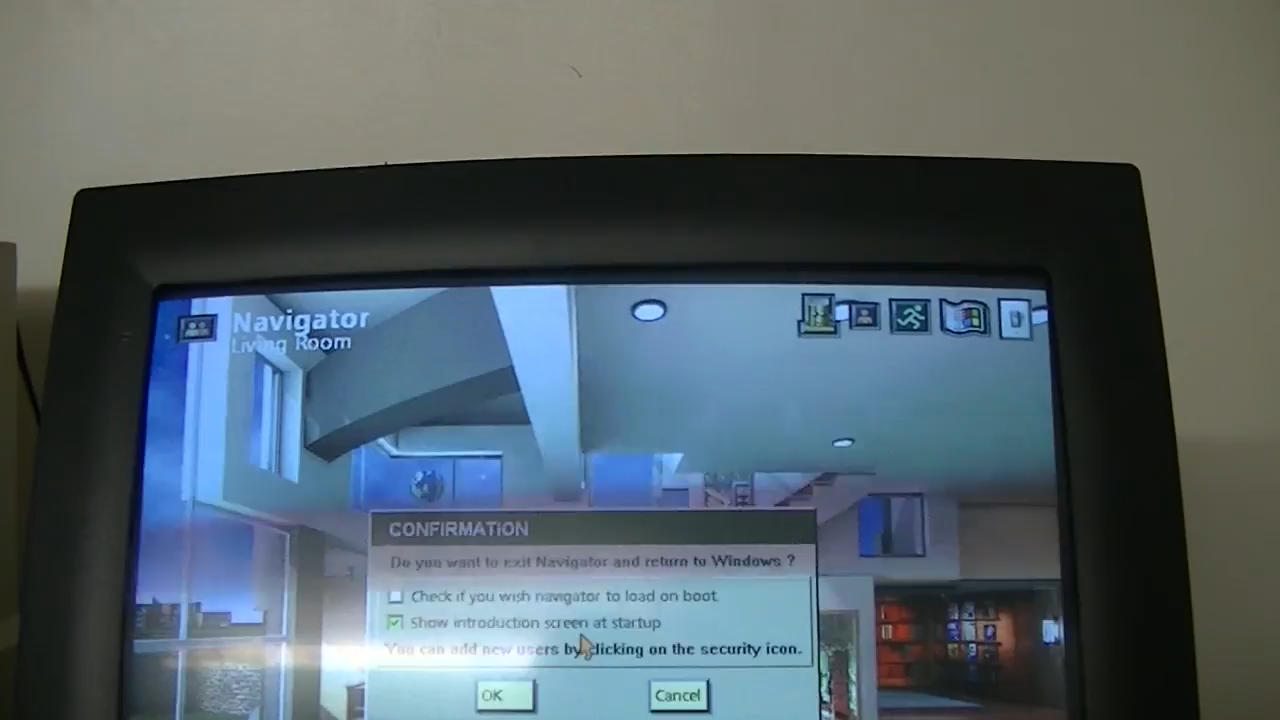 Navigator
Living Room
CONFIRMATION
Do you want to exit Navigator and return to Windows ?
Check if you wish navigator to load on boot.
Show introduction screen at startup
You can add new users by clicking on the security icon.
OK
Cancel